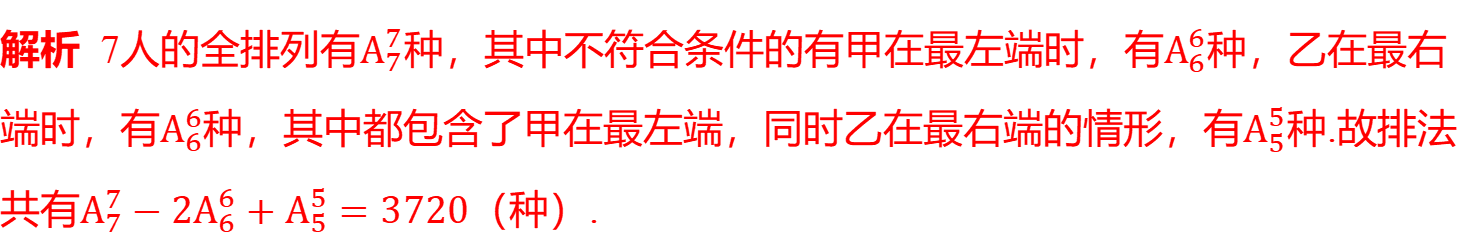 解析 7人的全排列有A₇⁷种，其中不符合条件的有甲在最左端时，有A₆⁶种，乙在最右
端时，有A₆⁶种，其中都包含了甲在最左端，同时乙在最右端的情形，有A₅⁵种.故排法
共有A₇⁷ − 2A₆⁶ + A₅⁵ = 3720（种）.